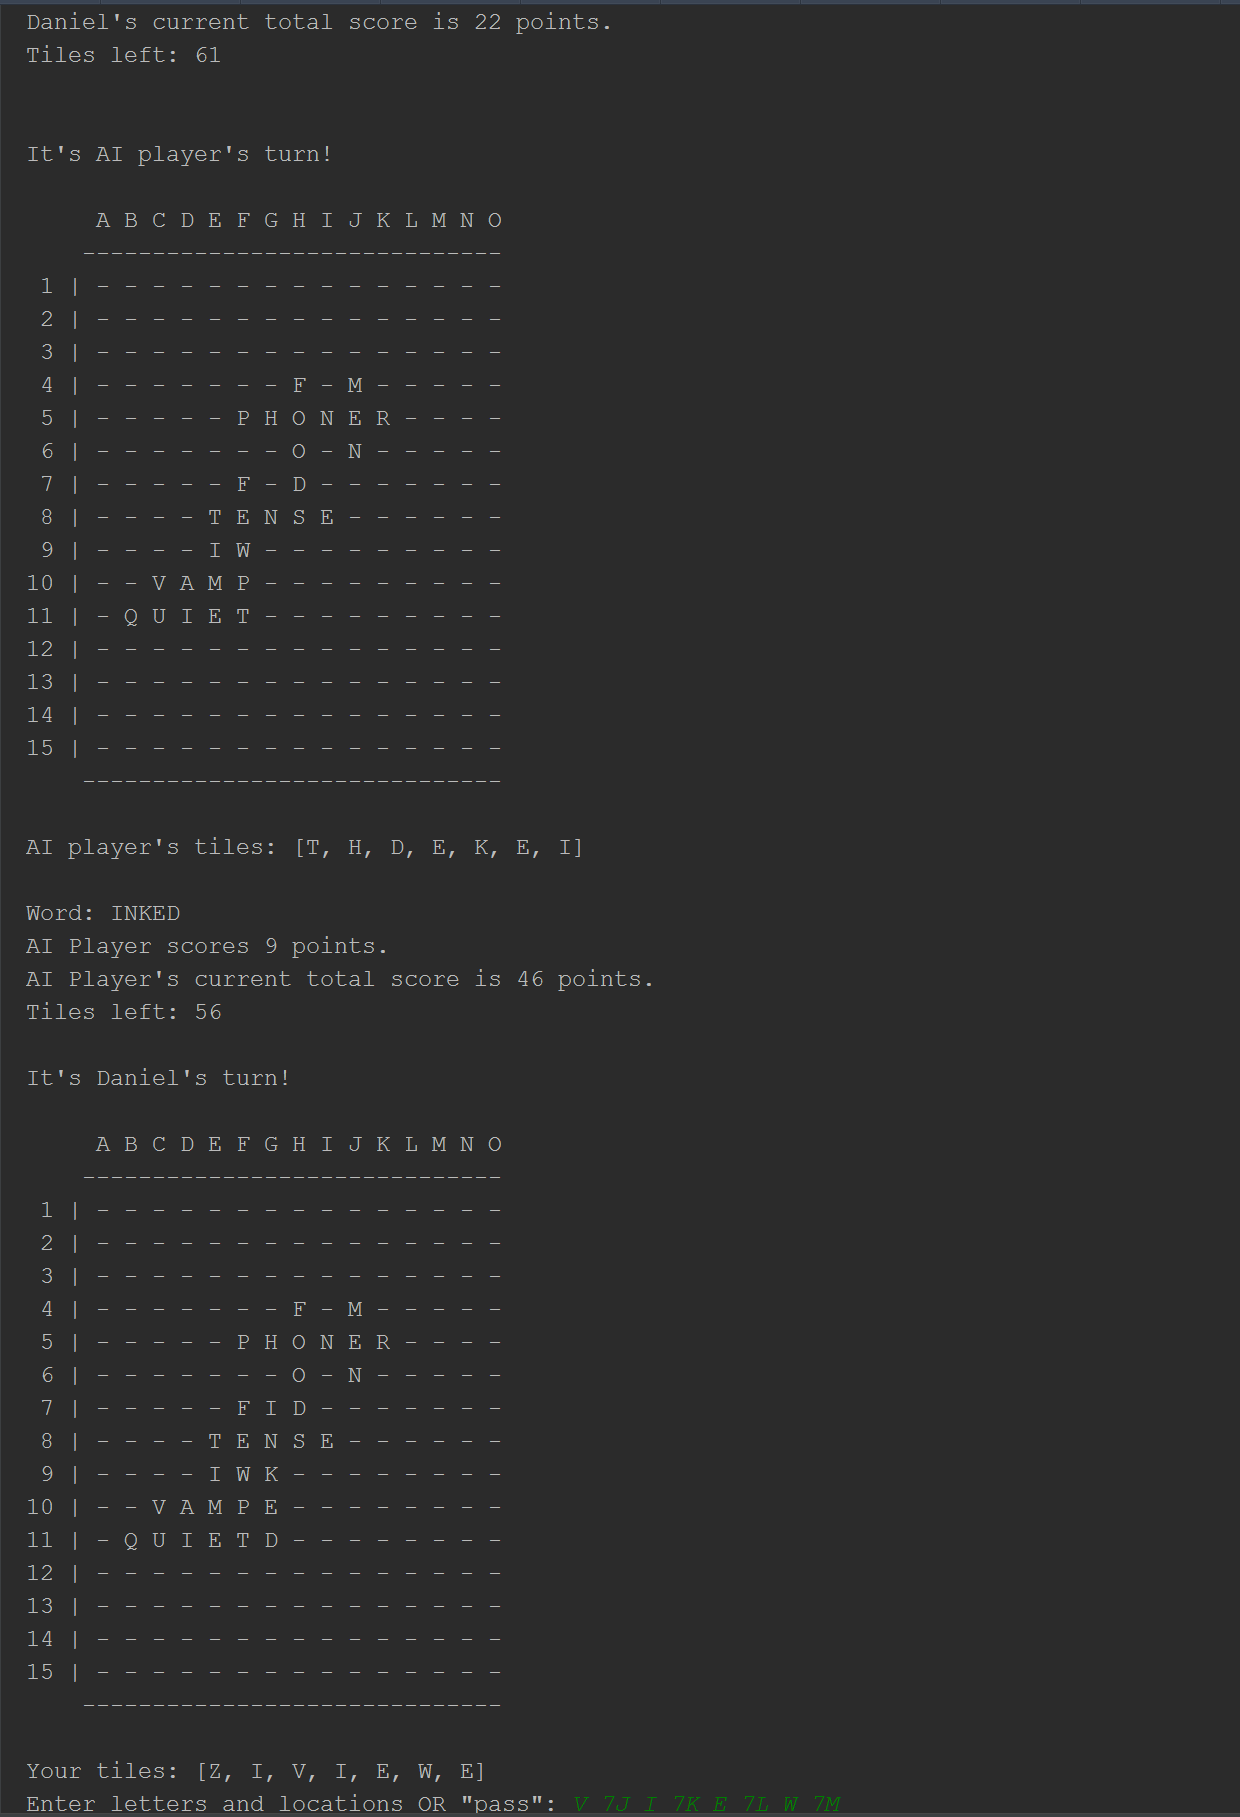 Daniel's current total score is 22 points.
Tiles left: 61
It's AI player's turn!
A B C D E F G H I J K L M N O
------------------------------
1 | - - - - - - - - - - - - - - -
2 | - - - - - - - - - - - - - - -
3 | - - - - - - - - - - - - - - -
4 | - - - - - - - F - M - - - - -
5 | - - - - - P H O N E R - - - -
6 | - - - - - - - O - N - - - - -
7 | - - - - - F - D - - - - - - -
8 | - - - - T E N S E - - - - - -
9 | - - - - I W - - - - - - - - -
10 | - - V A M P - - - - - - - - -
11 | - Q U I E T - - - - - - - - -
12 | - - - - - - - - - - - - - - -
13 | - - - - - - - - - - - - - - -
14 | - - - - - - - - - - - - - - -
15 | - - - - - - - - - - - - - - -
------------------------------
AI player's tiles: [T, H, D, E, K, E, I]
Word: INKED
AI Player scores 9 points.
AI Player's current total score is 46 points.
Tiles left: 56
It's Daniel's turn!
A B C D E F G H I J K L M N O
------------------------------
1 | - - - - - - - - - - - - - - -
2 | - - - - - - - - - - - - - - -
3 | - - - - - - - - - - - - - - -
4 | - - - - - - - F - M - - - - -
5 | - - - - - P H O N E R - - - -
6 | - - - - - - - O - N - - - - -
7 | - - - - - F I D - - - - - - -
8 | - - - - T E N S E - - - - - -
9 | - - - - I W K - - - - - - - -
10 | - - V A M P E - - - - - - - -
11 | - Q U I E T D - - - - - - - -
12 | - - - - - - - - - - - - - - -
13 | - - - - - - - - - - - - - - -
14 | - - - - - - - - - - - - - - -
15 | - - - - - - - - - - - - - - -
------------------------------
Your tiles: [Z, I, V, I, E, W, E]
Enter letters and locations OR "pass": V 7J I 7K E 7L W 7M